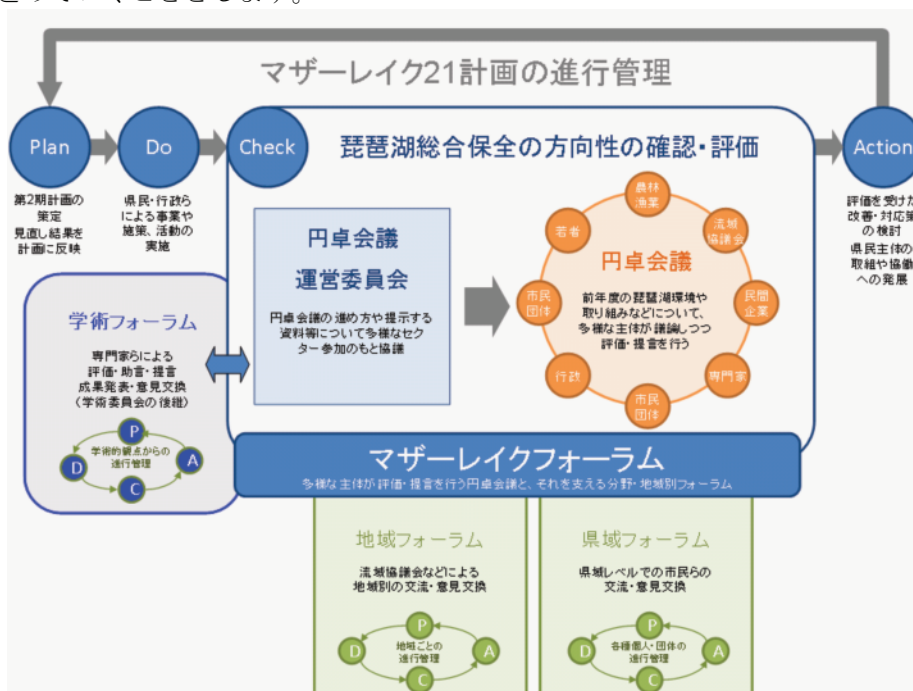 とっていくこととします。
マザーレイク21計画の進行管理
Plan
Do
Check
琵琶湖総合保全の方向性の確認・評価
Action
第2期計画の
策定
見直し結果を
計画に反映
県民・行政ら
による事業や
施策、活動の
実施
評価を受けた
改善・対応策
の検討
県民主体の
取組や協働
への発展
円卓会議
運営委員会
円卓会議の進め方や提示する
資料等について多様なセク
ター参加のもと協議
農林
漁業
流域
協議会
民間
企業
専門家
市民
団体
行政
市民
団体
若者
円卓会議
前年度の琵琶湖環境や
取り組みなどについて、
多様な主体が議論しつつ
評価・提言を行う
学術フォーラム
専門家らによる
評価・助言・提言
成果発表・意見交換
(学術委員会の後継)
P
D
学術的観点からの
進行管理
A
C
マザーレイクフォーラム
多様な主体が評価・提言を行う円卓会議と、それを支える分野・地域別フォーラム
地域フォーラム
流域協議会などによる
地域別の交流・意見交換
P
D
地域ごとの
進行管理
A
C
県域フォーラム
県域レベルでの市民らの
交流・意見交換
P
D
各種個人・団体の
進行管理
A
C